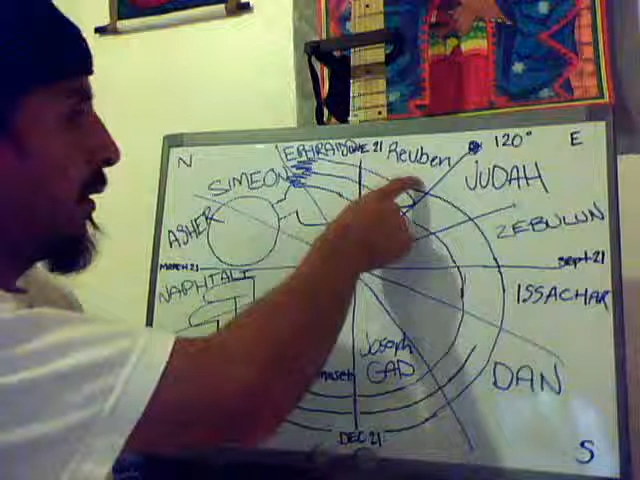 N
EPHRAIM
JUNE 21
Reuben
120°
E
SIMEON
JUDAH
ASHER
ZEBULUN
MARCH 21
Sept 21
NAPHTALI
ISSACHAR
Joseph
GAD
DAN
DEC 21
S